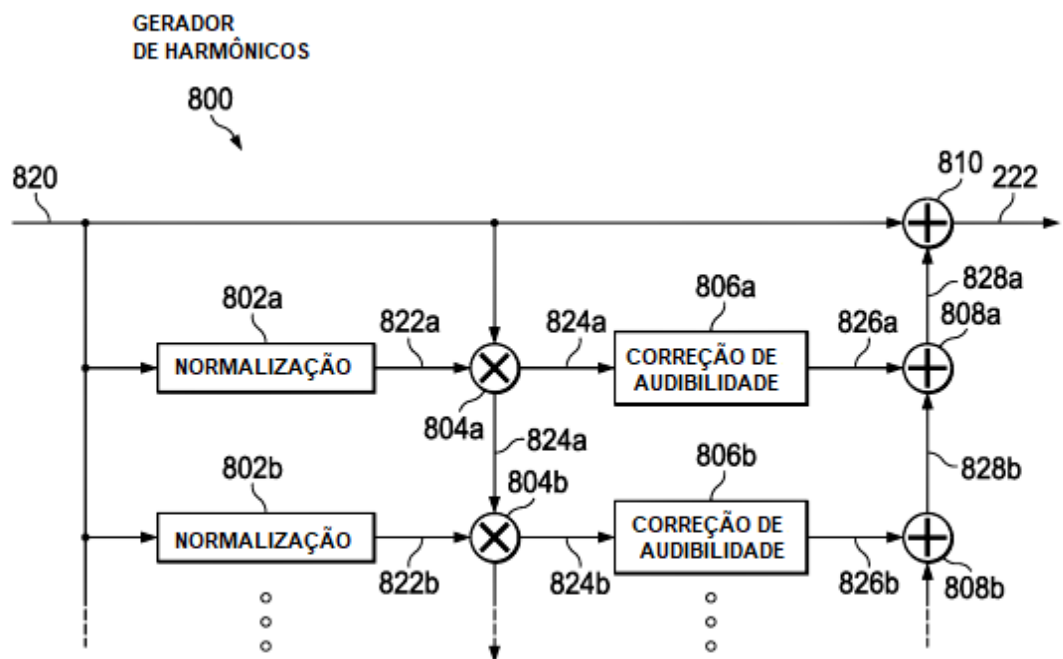 GERADOR
DE HARMÔNICOS
800
820
810
222
802a
822a
824a
806a
826a
828a
808a
NORMALIZAÇÃO
CORREÇÃO DE
AUDIBILIDADE
804a
824a
802b
804b
806b
828b
NORMALIZAÇÃO
CORREÇÃO DE
AUDIBILIDADE
822b
824b
826b
808b